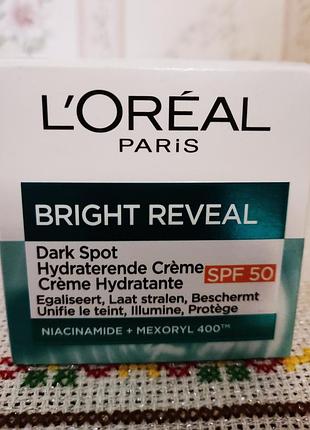 L'ORÉAL
PARiS
BRIGHT REVEAL
Dark Spot
Hydraterende Crème
Crème Hydratante SPF 50
Egaliseert, Laat stralen, Beschermt
Unifie le teint, Illumine, Protège
NIACINAMIDE + MEXORYL 400™